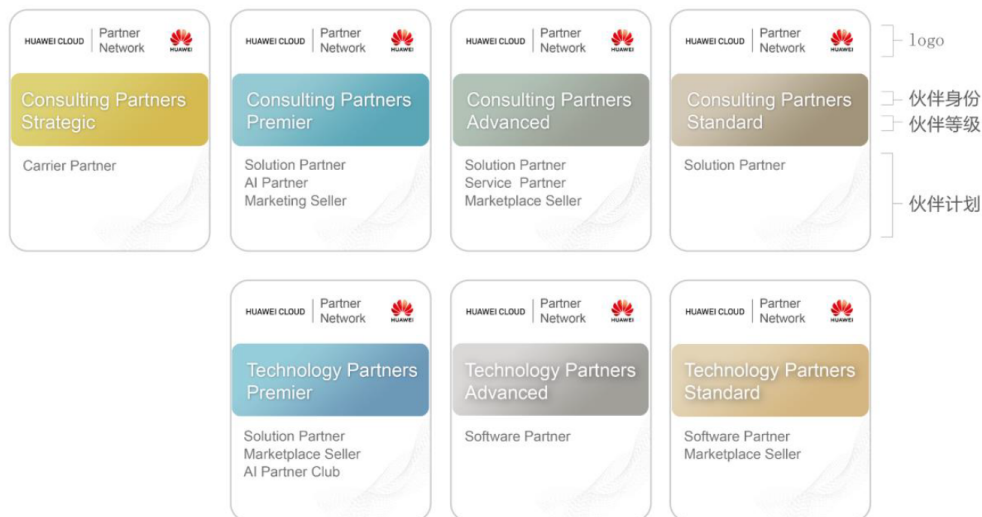 HUAWEI CLOUD
Partner
Network
HUAWEI
HUAWEI CLOUD
Partner
Network
HUAWEI
HUAWEI CLOUD
Partner
Network
HUAWEI
HUAWEI CLOUD
Partner
Network
HUAWEI
logo
Consulting Partners
Strategic
Consulting Partners
Premier
Consulting Partners
Advanced
Consulting Partners
Standard
伙伴身份
伙伴等级
Carrier Partner
Solution Partner
AI Partner
Marketing Seller
Solution Partner
Service Partner
Marketplace Seller
Solution Partner
伙伴计划
HUAWEI CLOUD
Partner
Network
HUAWEI
HUAWEI CLOUD
Partner
Network
HUAWEI
HUAWEI CLOUD
Partner
Network
HUAWEI
Technology Partners
Premier
Technology Partners
Advanced
Technology Partners
Standard
Solution Partner
Marketplace Seller
AI Partner Club
Software Partner
Software Partner
Marketplace Seller